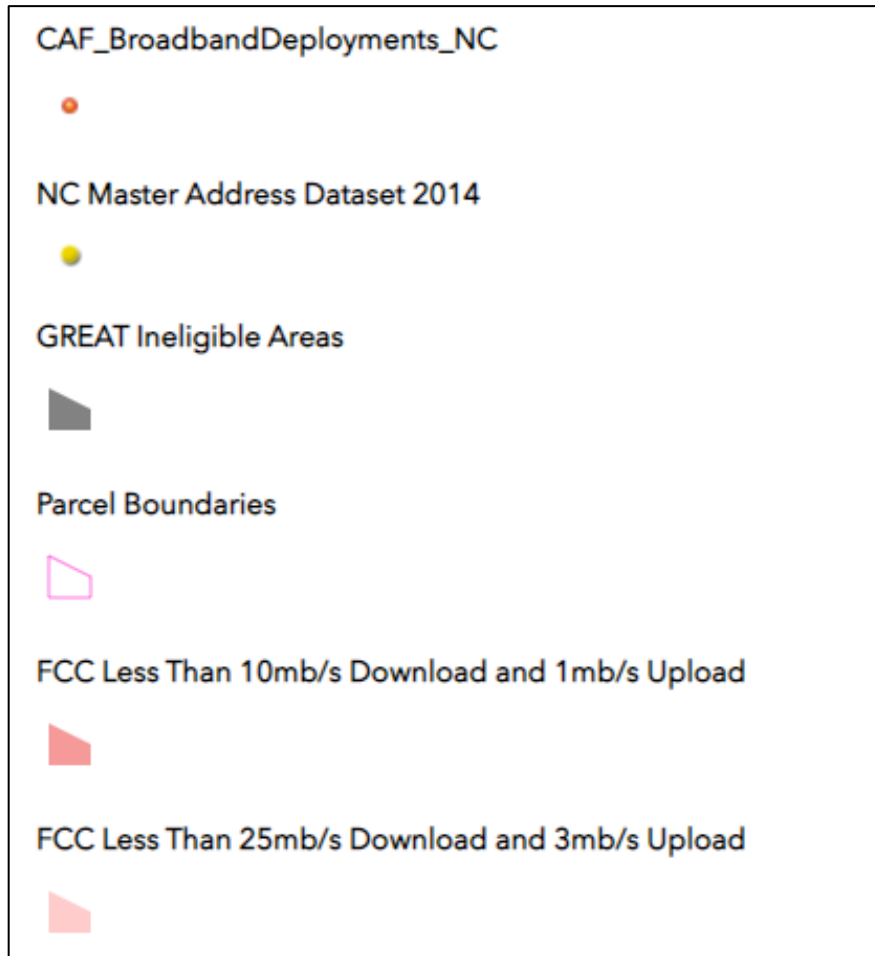 CAF_BroadbandDeployments_NC
NC Master Address Dataset 2014
GREAT Ineligible Areas
Parcel Boundaries
FCC Less Than 10mb/s Download and 1mb/s Upload
FCC Less Than 25mb/s Download and 3mb/s Upload